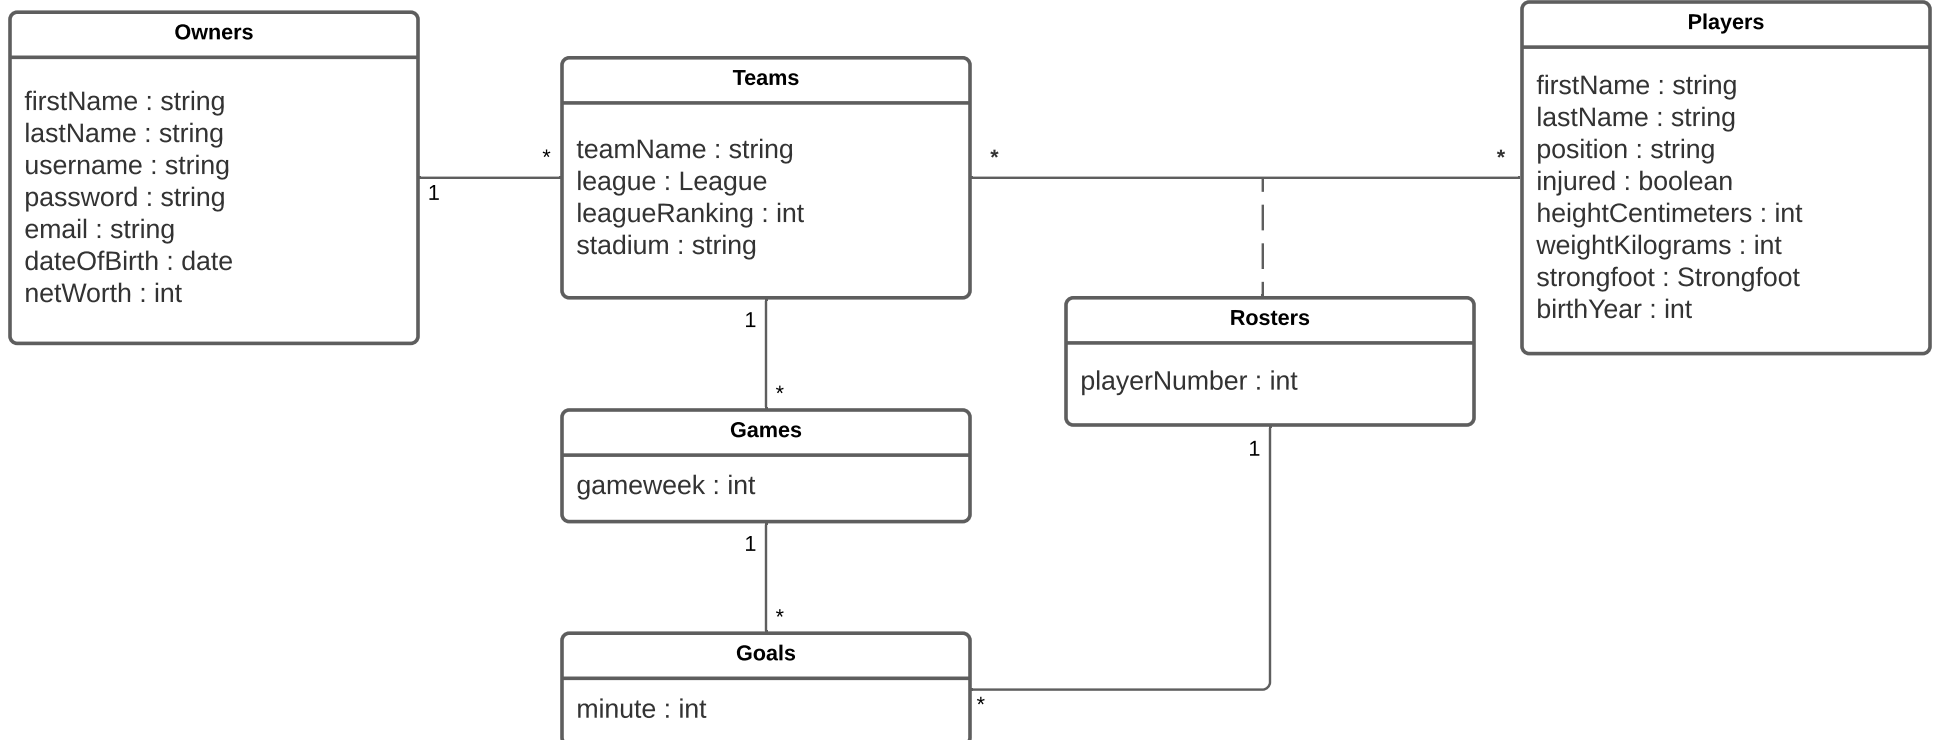 Owners
firstName : string
lastName : string
username : string
password : string
email : string
dateOfBirth : date
netWorth : int
1
*
Teams
teamName : string
league : League
leagueRanking : int
stadium : string
*
*
Players
firstName : string
lastName : string
position : string
injured : boolean
heightCentimeters : int
weightKilograms : int
strongfoot : Strongfoot
birthYear : int
1
*
Rosters
playerNumber : int
1
Games
gameweek : int
1
*
Goals
minute : int
*